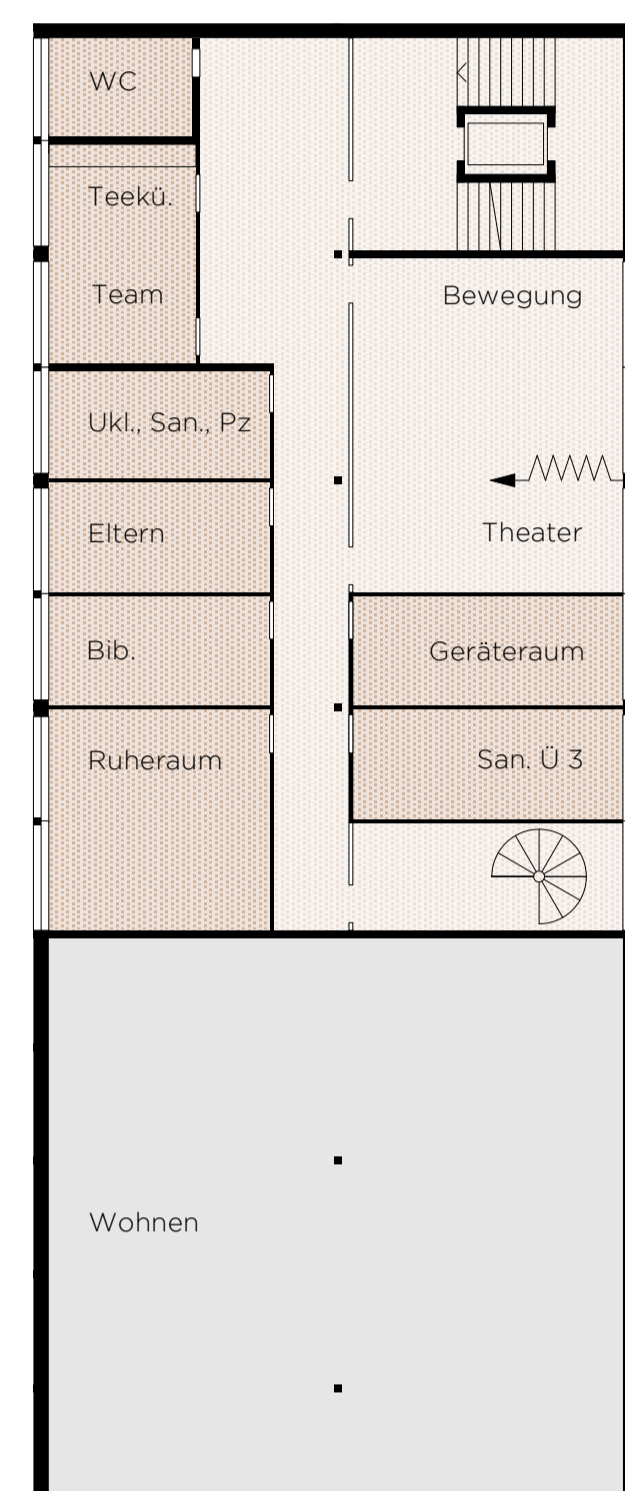 WC
Teekü.
Team
Bewegung
Ukl., San., Pz
Eltern
Theater
Bib.
Geräteraum
Ruheraum
San. Ü 3
Wohnen